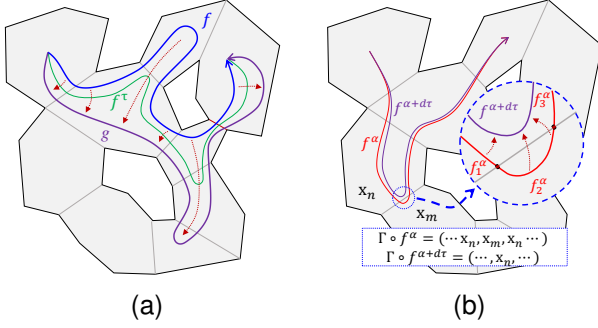 f
f^τ
g
(a)
f^{α+dτ}
f^α
x_n
x_m
f^{α+dτ}
f_3^α
f_1^α
f_2^α
Γ ∘ f^α = (⋯ x_n, x_m, x_n ⋯)
Γ ∘ f^{α+dτ} = (⋯, x_n, ⋯)
(b)